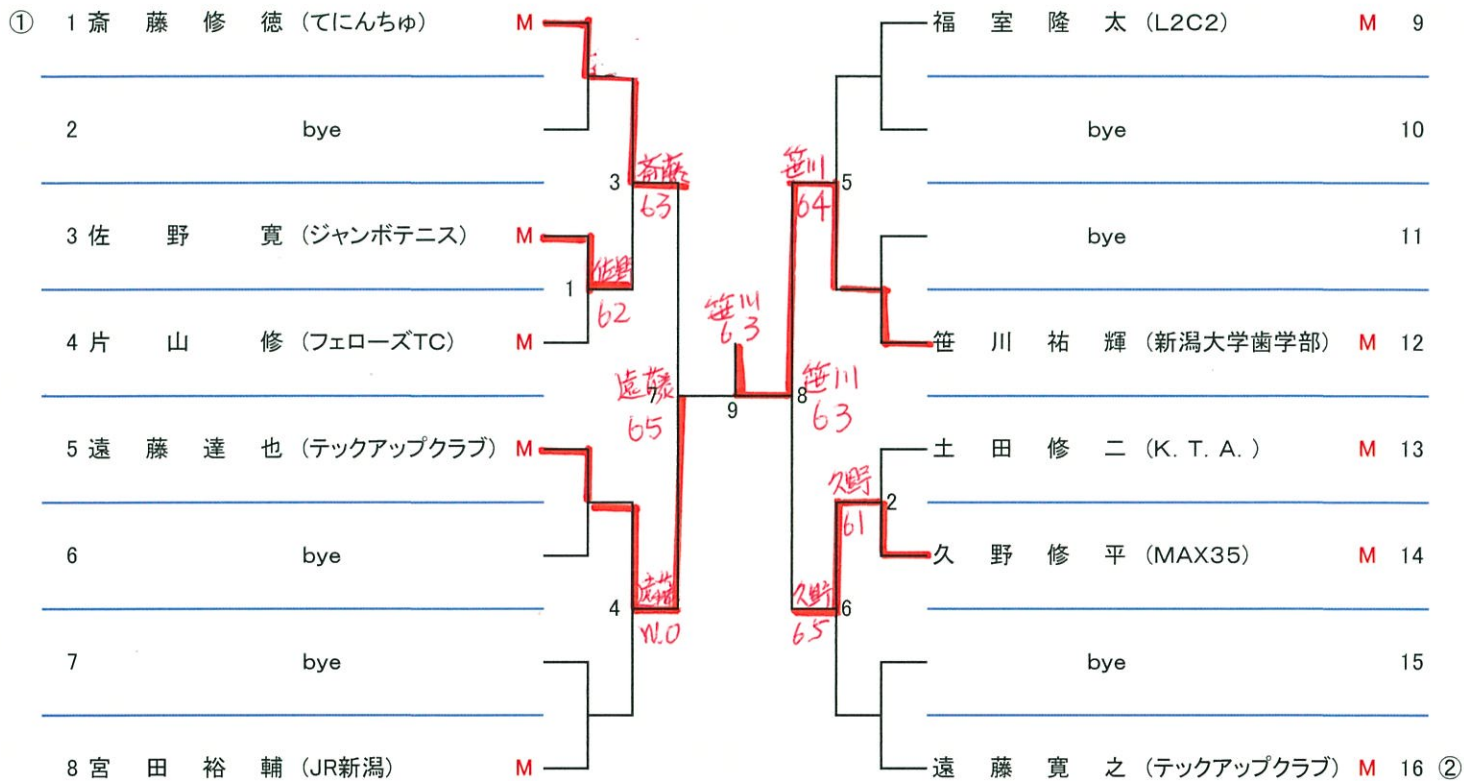 ① 1 斎藤修徳 (てにんちゅ) M
2 bye
3 斎藤
63
3 佐野寛 (ジャンボテニス) M
1 佐野
62
4 片山修 (フェローズTC) M
遠藤 7
65
5 遠藤達也 (テックアップクラブ) M
6 bye
4 遠藤
W.O
7 bye
8 宮田裕輔 (JR新潟) M
笹川
63
9
福室隆太 (L2C2) M 9
bye 10
笹川 5
64
bye 11
笹川祐輝 (新潟大学歯学部) M 12
8 笹川
63
土田修二 (K.T.A.) M 13
久野 2
61
久野修平 (MAX35) M 14
久野 6
65
bye 15
遠藤寛之 (テックアップクラブ) M 16 ②